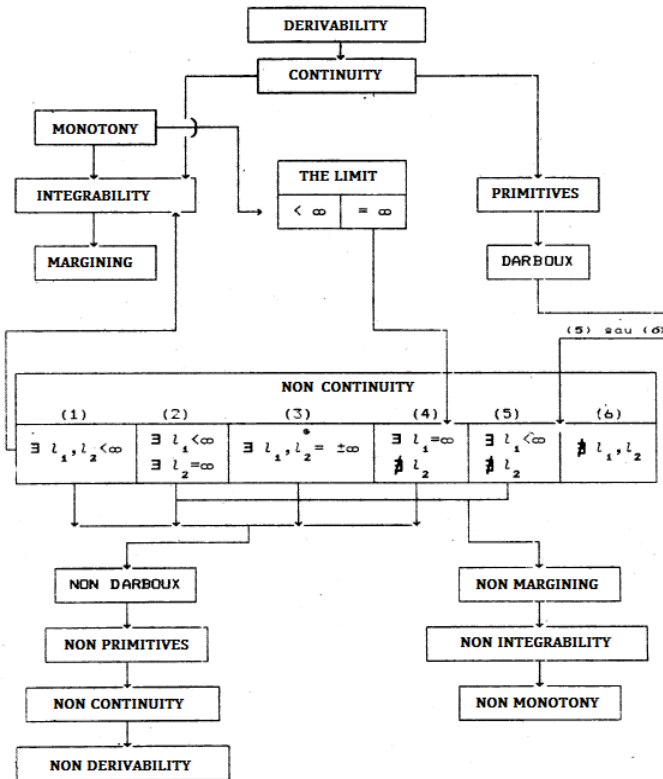 DERIVABILITY
CONTINUITY
MONOTONY
THE LIMIT
< ∞ = ∞
INTEGRABILITY
PRIMITIVES
MARGINING
DARBOUX
(5) sau (6)
NON CONTINUITY
(1) (2) (3) (4) (5) (6)
∃ l₁,l₂<∞ ∃ l₁<∞ ∃ l₁,l₂= ±∞ ∃ l₁=∞ ∃ l₁<∞ ∄ l₁,l₂
∃ l₂=∞ ∄ l₂ ∄ l₂
NON DARBOUX
NON MARGINING
NON PRIMITIVES
NON INTEGRABILITY
NON CONTINUITY
NON MONOTONY
NON DERIVABILITY